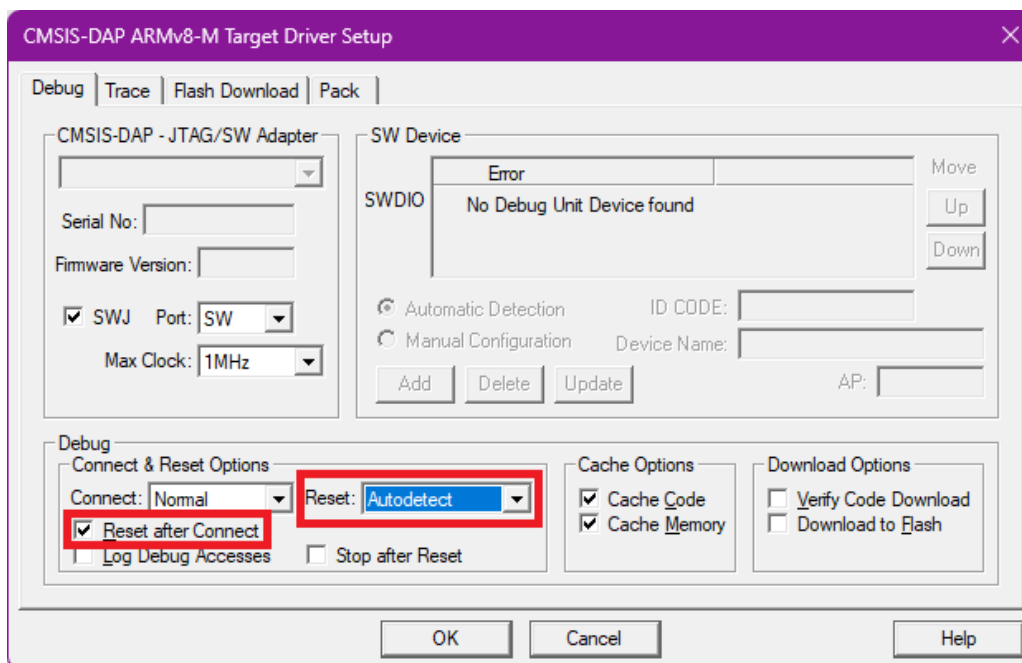 CMSIS-DAP ARMv8-M Target Driver Setup
Debug
Trace
Flash Download
Pack
CMSIS-DAP - JTAG/SW Adapter
Serial No:
Firmware Version:
SWJ
Port:
SW
Max Clock:
1MHz
SW Device
SWDIO
Error
No Debug Unit Device found
Move
Up
Down
Automatic Detection
Manual Configuration
ID CODE:
Device Name:
Add
Delete
Update
AP:
Debug
Connect & Reset Options
Connect:
Normal
Reset:
Autodetect
Reset after Connect
Log Debug Accesses
Stop after Reset
Cache Options
Cache Code
Cache Memory
Download Options
Verify Code Download
Download to Flash
OK
Cancel
Help